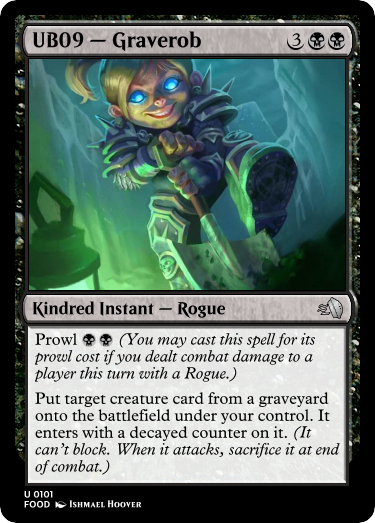 UB09 — Graverob 3
Kindred Instant — Rogue
Prowl (You may cast this spell for its
prowl cost if you dealt combat damage to a
player this turn with a Rogue.)
Put target creature card from a graveyard
onto the battlefield under your control. It
enters with a decayed counter on it. (It
can't block. When it attacks, sacrifice it at end
of combat.)
U 0101
FOOD Ishmael Hoover